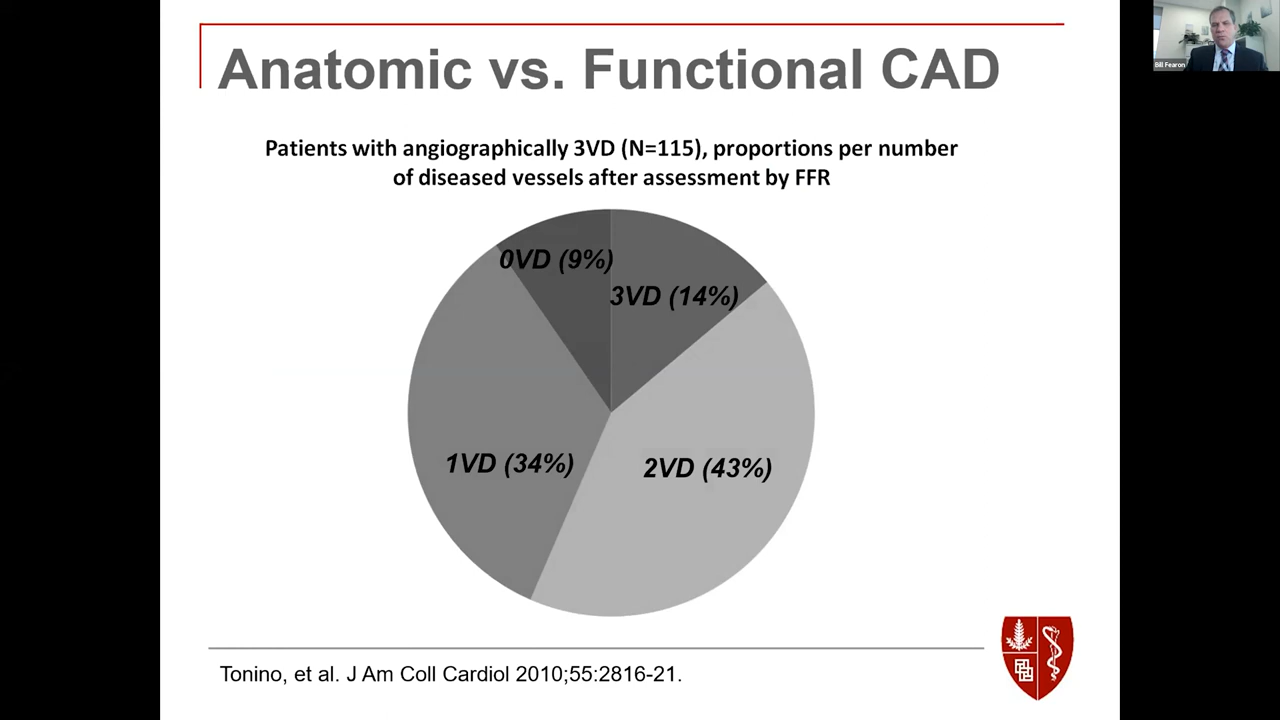 Anatomic vs. Functional CAD
Bill Fearon
Patients with angiographically 3VD (N=115), proportions per number
of diseased vessels after assessment by FFR
0VD (9%)
3VD (14%)
1VD (34%)
2VD (43%)
Tonino, et al. J Am Coll Cardiol 2010;55:2816-21.